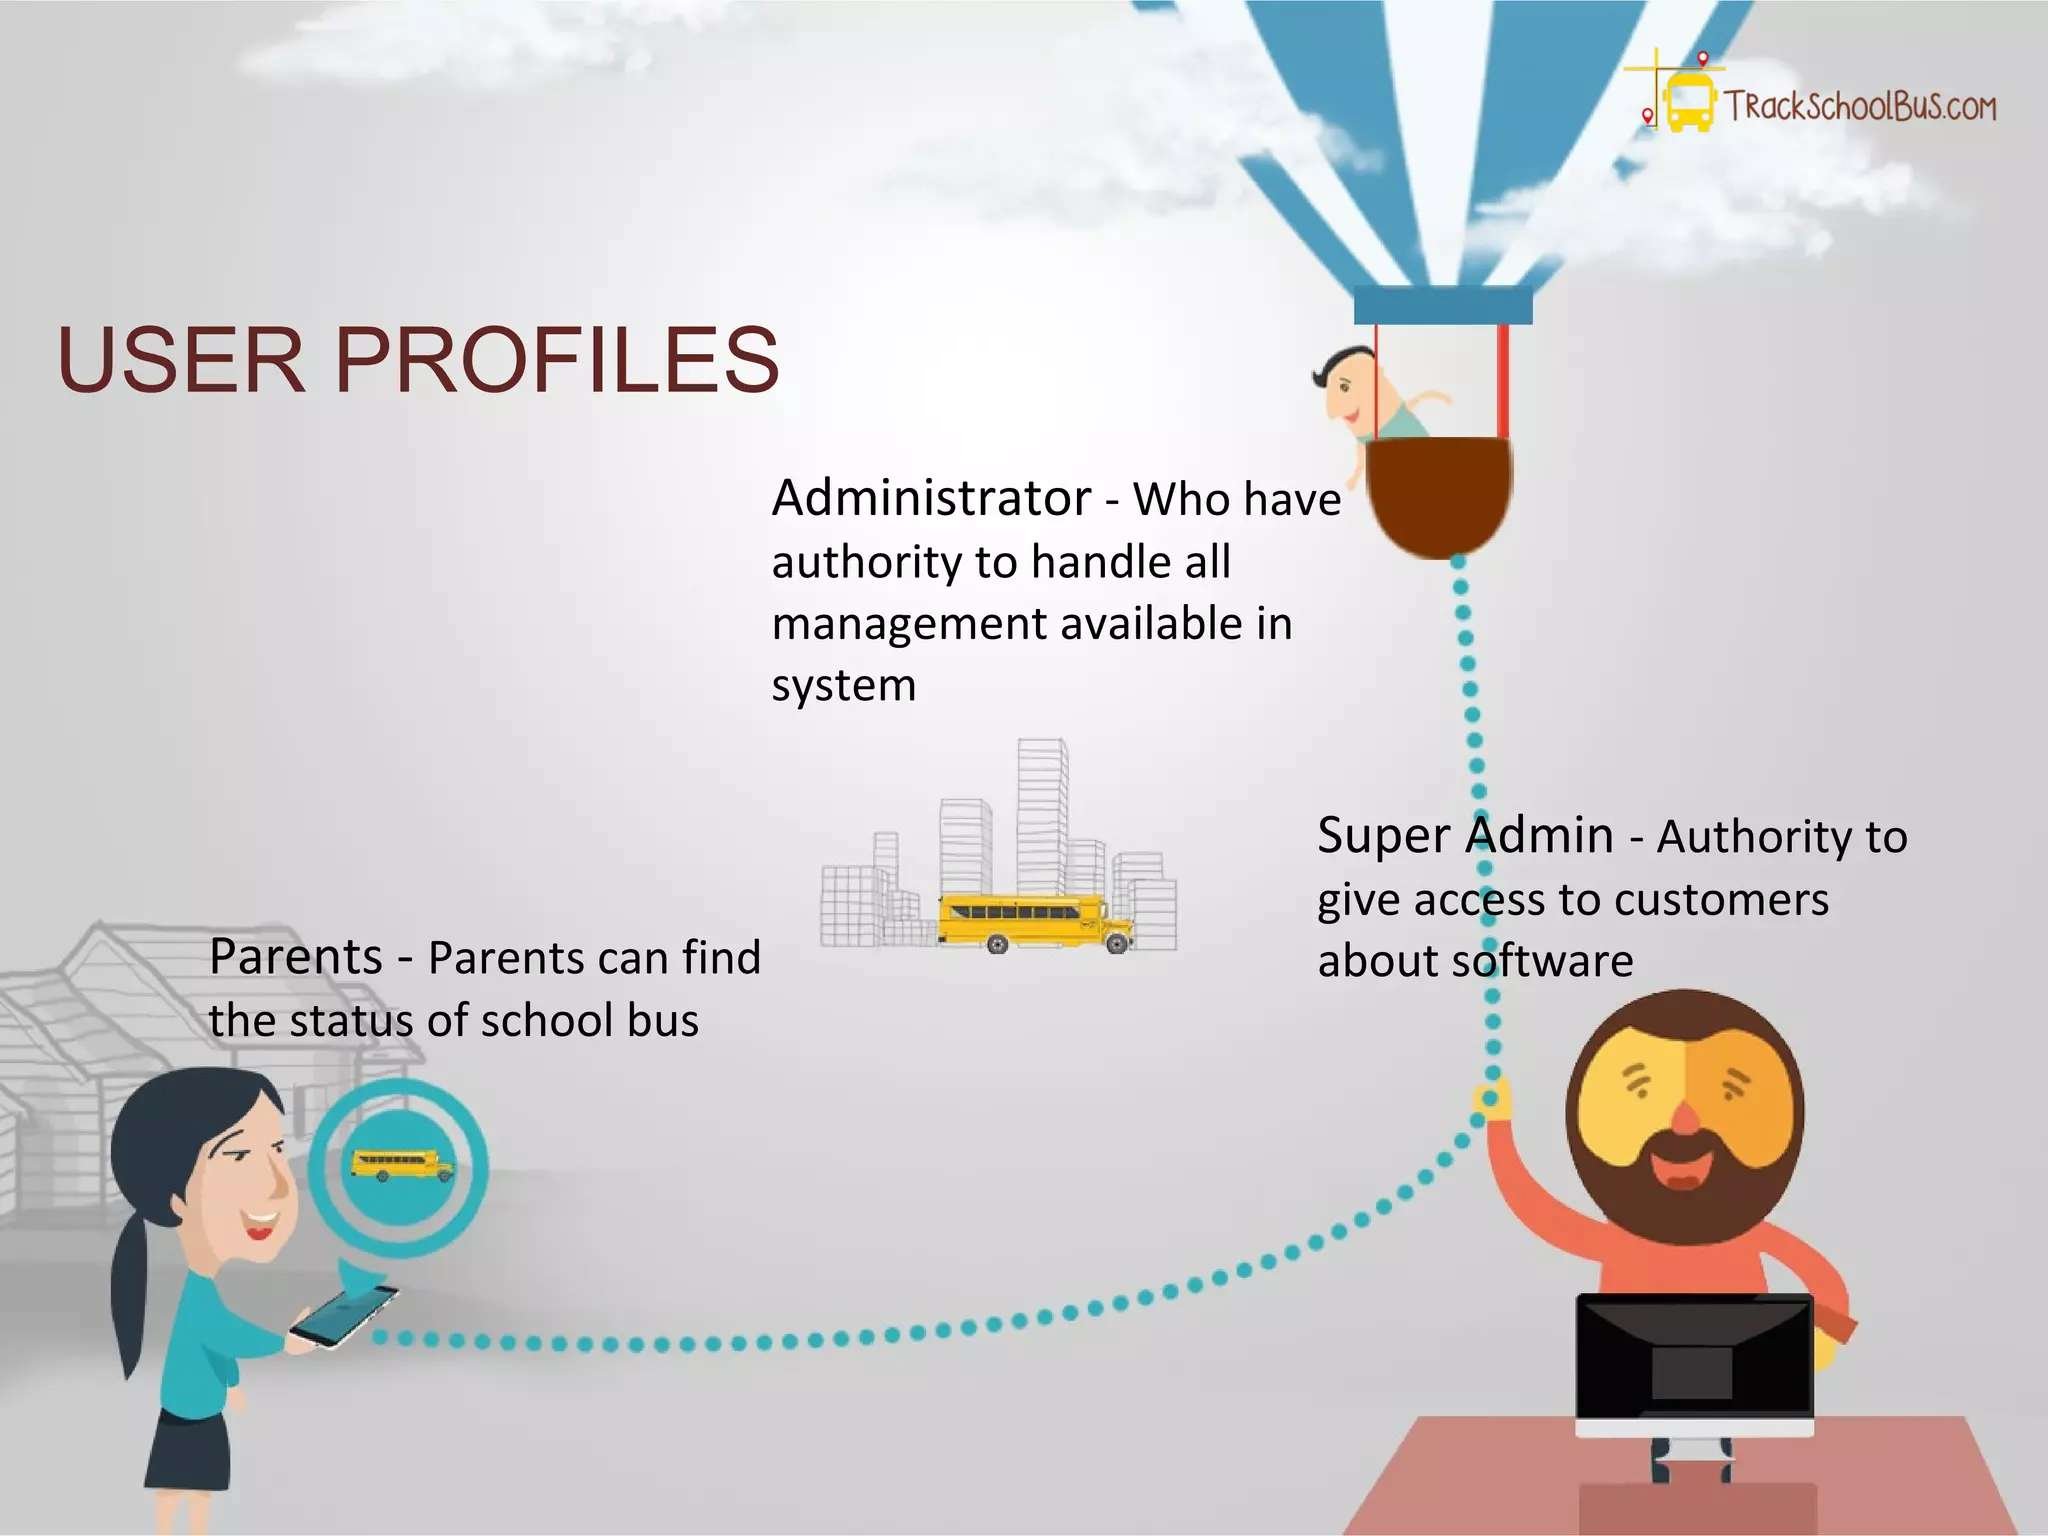 TRackSchoolBus.com
USER PROFILES
Administrator - Who have
authority to handle all
management available in
system
Super Admin - Authority to
give access to customers
about software
Parents - Parents can find
the status of school bus